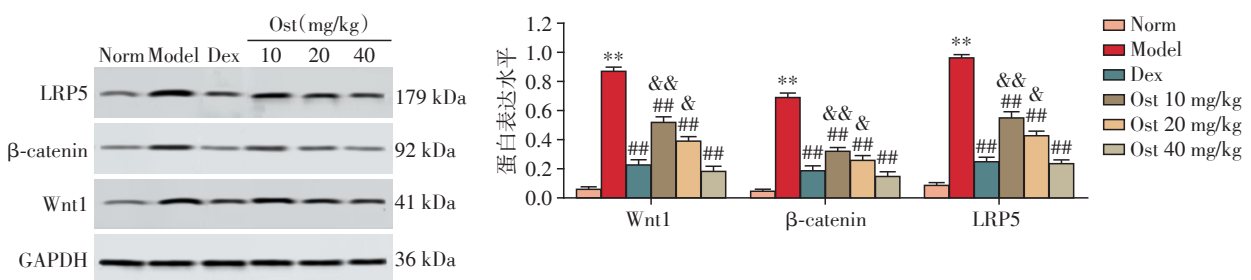 Ost(mg/kg)
Norm Model Dex 10 20 40
LRP5 179 kDa
β-catenin 92 kDa
Wnt1 41 kDa
GAPDH 36 kDa
蛋白表达水平
1.2
1.0
0.8
0.6
0.4
0.2
0.0
** ## && ## & ## ##
** ## && ## & ## ##
** ## && ## & ## ##
Wnt1 β-catenin LRP5
Norm
Model
Dex
Ost 10 mg/kg
Ost 20 mg/kg
Ost 40 mg/kg